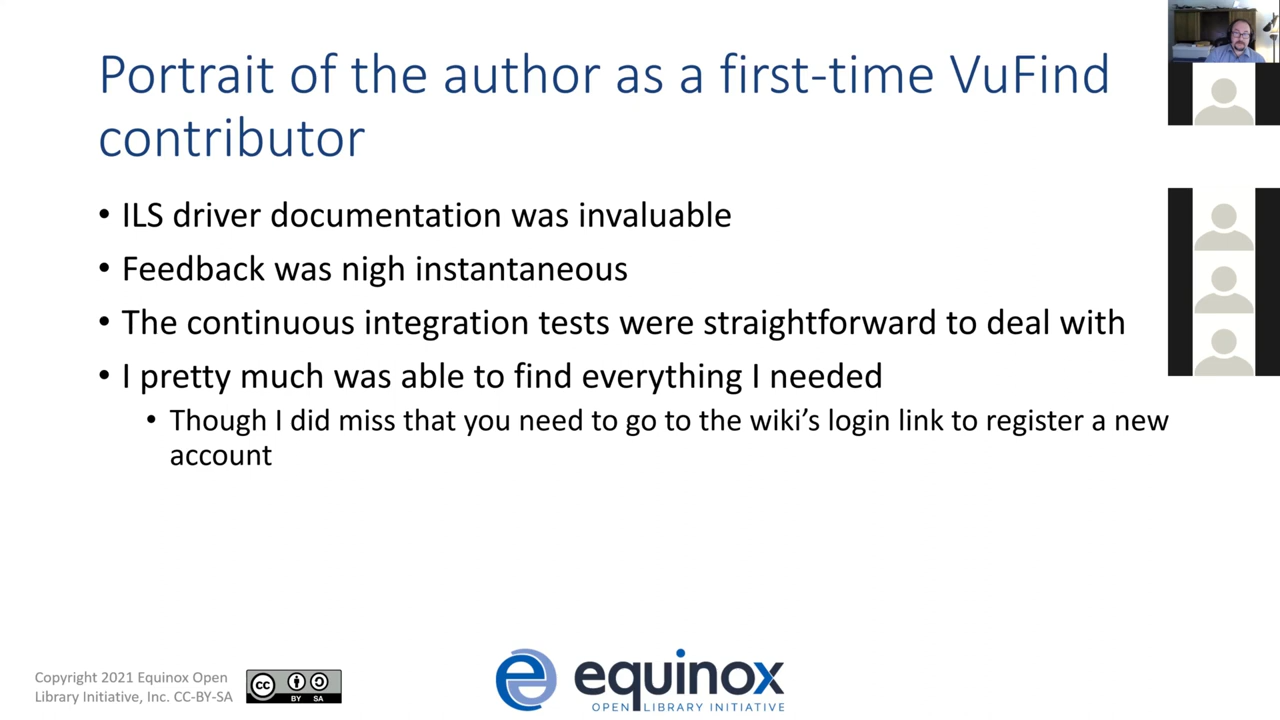 Portrait of the author as a first-time VuFind
contributor
• ILS driver documentation was invaluable
• Feedback was nigh instantaneous
• The continuous integration tests were straightforward to deal with
• I pretty much was able to find everything I needed
• Though I did miss that you need to go to the wiki's login link to register a new
account
Copyright 2021 Equinox Open
Library Initiative, Inc. CC-BY-SA
cc
BY SA
e equinox
OPEN LIBRARY INITIATIVE